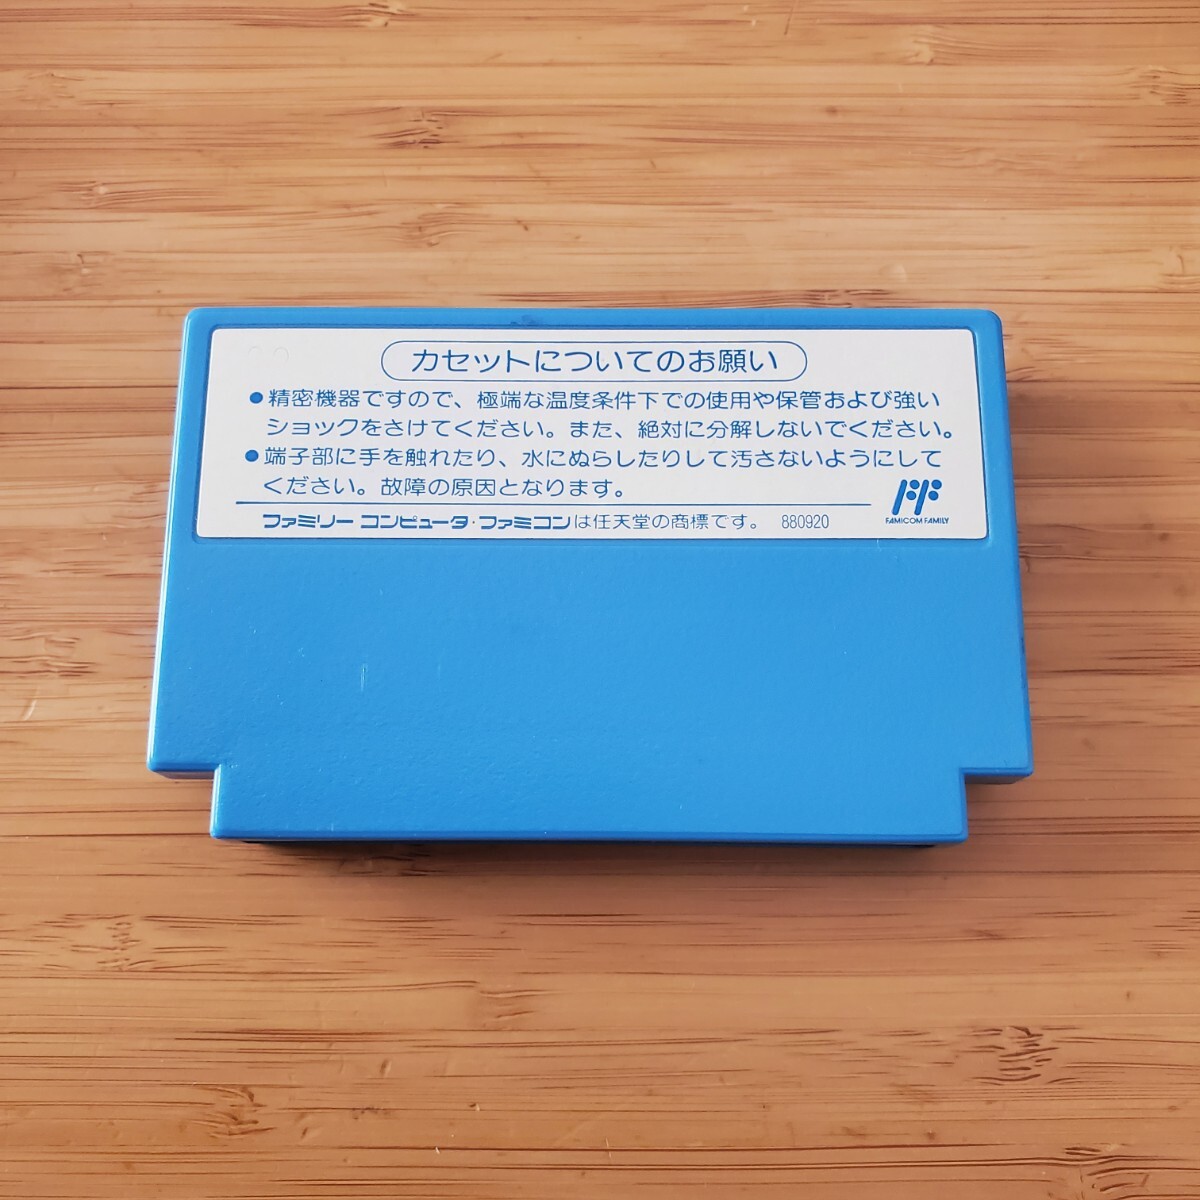 カセットについてのお願い
●精密機器ですので、極端な温度条件下での使用や保管および強い
ショックをさけてください。また、絶対に分解しないでください。
●端子部に手を触れたり、水にぬらしたりして汚さないようにして
ください。故障の原因となります。
FAMICOM FAMILY
ファミリー コンピュータ・ファミコンは任天堂の商標です。 880920